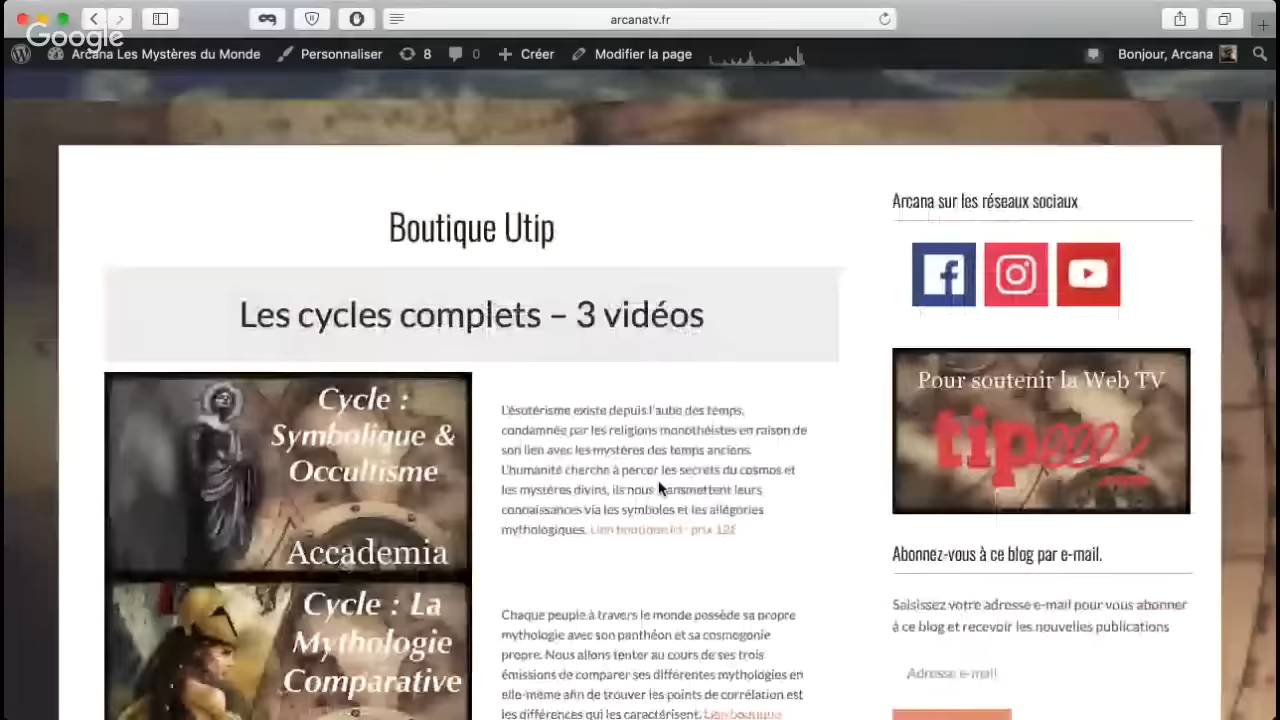 arcanatv.fr
Google
Arcana Les Mystères du Monde Personnaliser 8 0 Créer Modifier la page Bonjour, Arcana
Boutique Utip
Les cycles complets – 3 vidéos
Cycle :
Symbolique &
Occultisme
Accademia
L'ésotérisme existe depuis l'aube des temps,
condamnée par les religions monothéistes en raison de
son lien avec les mystères des temps anciens.
L'humanité cherche à percer les secrets du cosmos et
les mystères divins, ils nous transmettent leurs
connaissances via les symboles et les allégories
mythologiques. Lien boutique ici : prix 12€
Cycle : La
Mythologie
Comparative
Chaque peuple à travers le monde possède sa propre
mythologie avec son panthéon et sa cosmogonie
propre. Nous allons tenter au cours de ses trois
émissions de comparer ses différentes mythologies en
elle-même afin de trouver les points de corrélation est
les différences qui les caractérisent. Lien boutique
Arcana sur les réseaux sociaux
Pour soutenir la Web TV
tipeee
.com
Abonnez-vous à ce blog par e-mail.
Saisissez votre adresse e-mail pour vous abonner
à ce blog et recevoir les nouvelles publications
Adresse e-mail